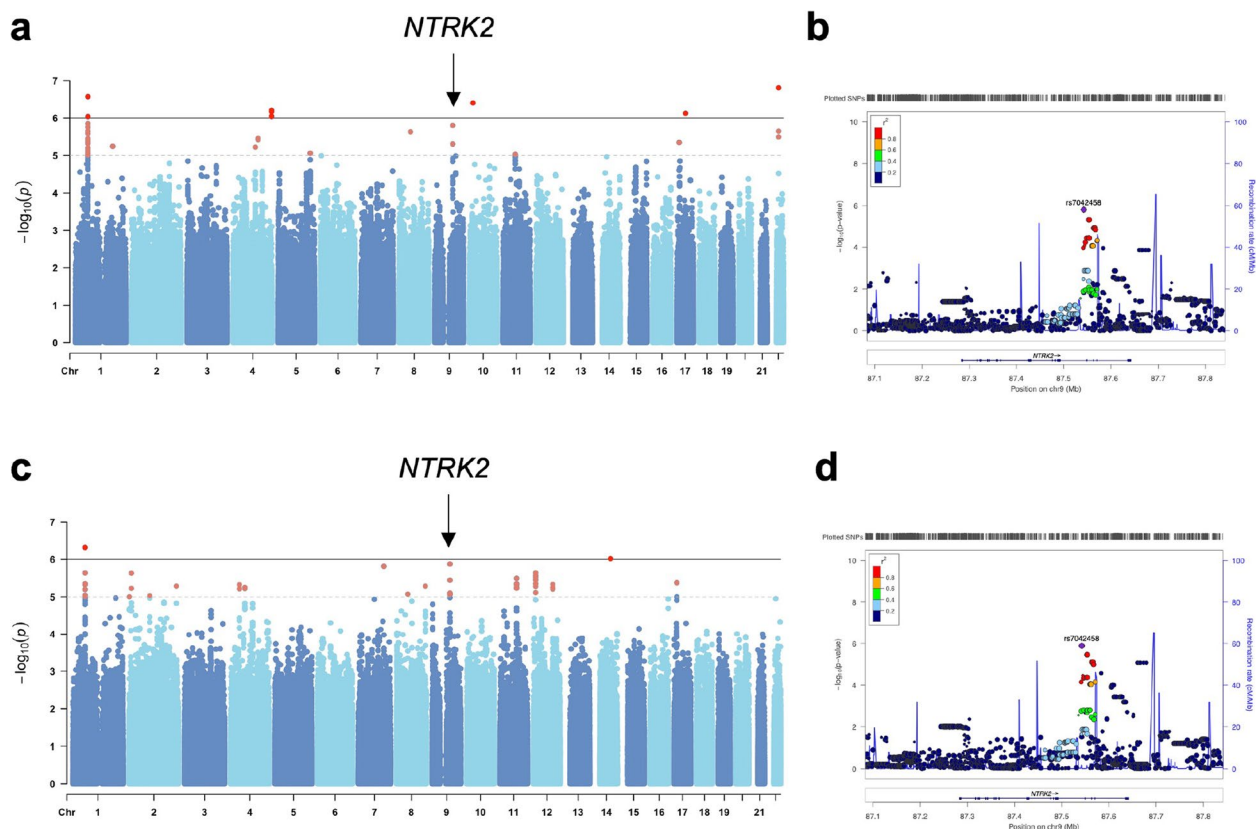 a
NTRK2
7
6
5
4
3
2
1
0
−log10(p)
Chr 1 2 3 4 5 6 7 8 9 10 11 12 13 14 15 16 17 18 19 21
b
Plotted SNPs
10
8
6
4
2
0
−log10(p−value)
r2
0.8
0.6
0.4
0.2
rs7042458
100
80
60
40
20
0
Recombination rate (cM/Mb)
NTRK2→
87.1 87.2 87.3 87.4 87.5 87.6 87.7 87.8
Position on chr9 (Mb)
c
NTRK2
7
6
5
4
3
2
1
0
−log10(p)
Chr 1 2 3 4 5 6 7 8 9 10 11 12 13 14 15 16 17 18 19 21
d
Plotted SNPs
10
8
6
4
2
0
−log10(p−value)
r2
0.8
0.6
0.4
0.2
rs7042458
100
80
60
40
20
0
Recombination rate (cM/Mb)
NTRK2→
87.1 87.2 87.3 87.4 87.5 87.6 87.7 87.8
Position on chr9 (Mb)